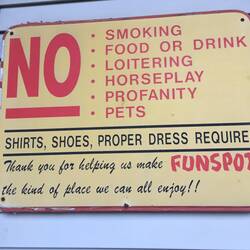 NO
• SMOKING
• FOOD OR DRINK
• LOITERING
• HORSEPLAY
• PROFANITY
• PETS
SHIRTS, SHOES, PROPER DRESS REQUIRE
Thank you for helping us make FUNSPOT
the kind of place we can all enjoy!!